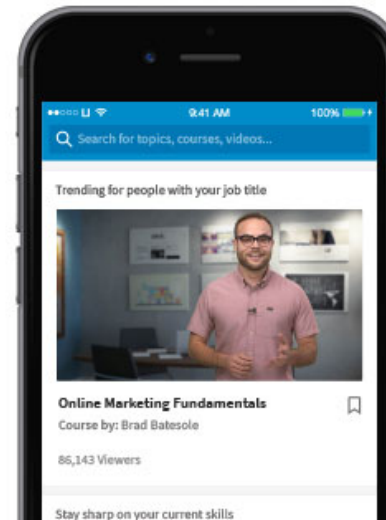 LI 9:41 AM 100%
Search for topics, courses, videos...
Trending for people with your job title
Online Marketing Fundamentals
Course by: Brad Batesole
86,143 Viewers
Stay sharp on your current skills